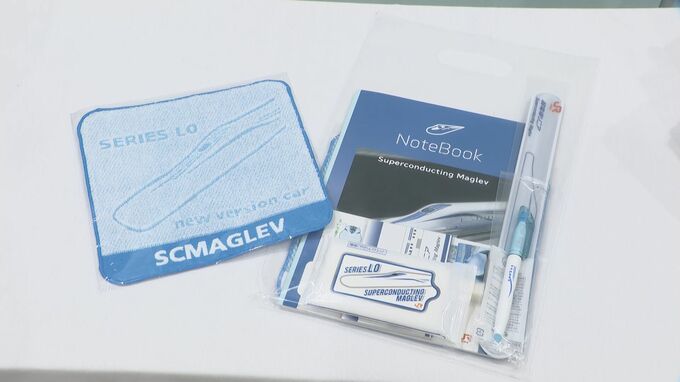 SERIES L0
new version car
SCMAGLEV
NoteBook
Superconducting Maglev
SERIES L0
SUPERCONDUCTING
MAGLEV